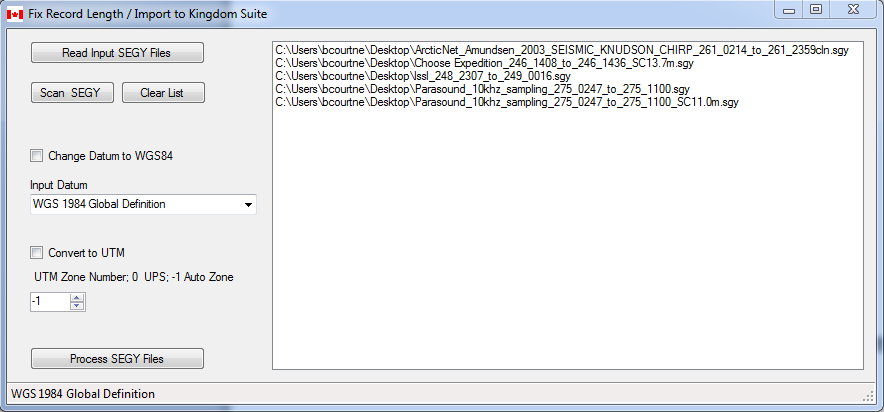 Fix Record Length / Import to Kingdom Suite
Read Input SEGY Files
Scan SEGY
Clear List
Change Datum to WGS84
Input Datum
WGS 1984 Global Definition
Convert to UTM
UTM Zone Number; 0 UPS; -1 Auto Zone
-1
Process SEGY Files
C:\Users\bcourtne\Desktop\ArcticNet_Amundsen_2003_SEISMIC_KNUDSON_CHIRP_261_0214_to_261_2359cln.sgy
C:\Users\bcourtne\Desktop\Choose Expedition_246_1408_to_246_1436_SC13.7m.sgy
C:\Users\bcourtne\Desktop\lssl_248_2307_to_249_0016.sgy
C:\Users\bcourtne\Desktop\Parasound_10khz_sampling_275_0247_to_275_1100.sgy
C:\Users\bcourtne\Desktop\Parasound_10khz_sampling_275_0247_to_275_1100_SC11.0m.sgy
WGS 1984 Global Definition